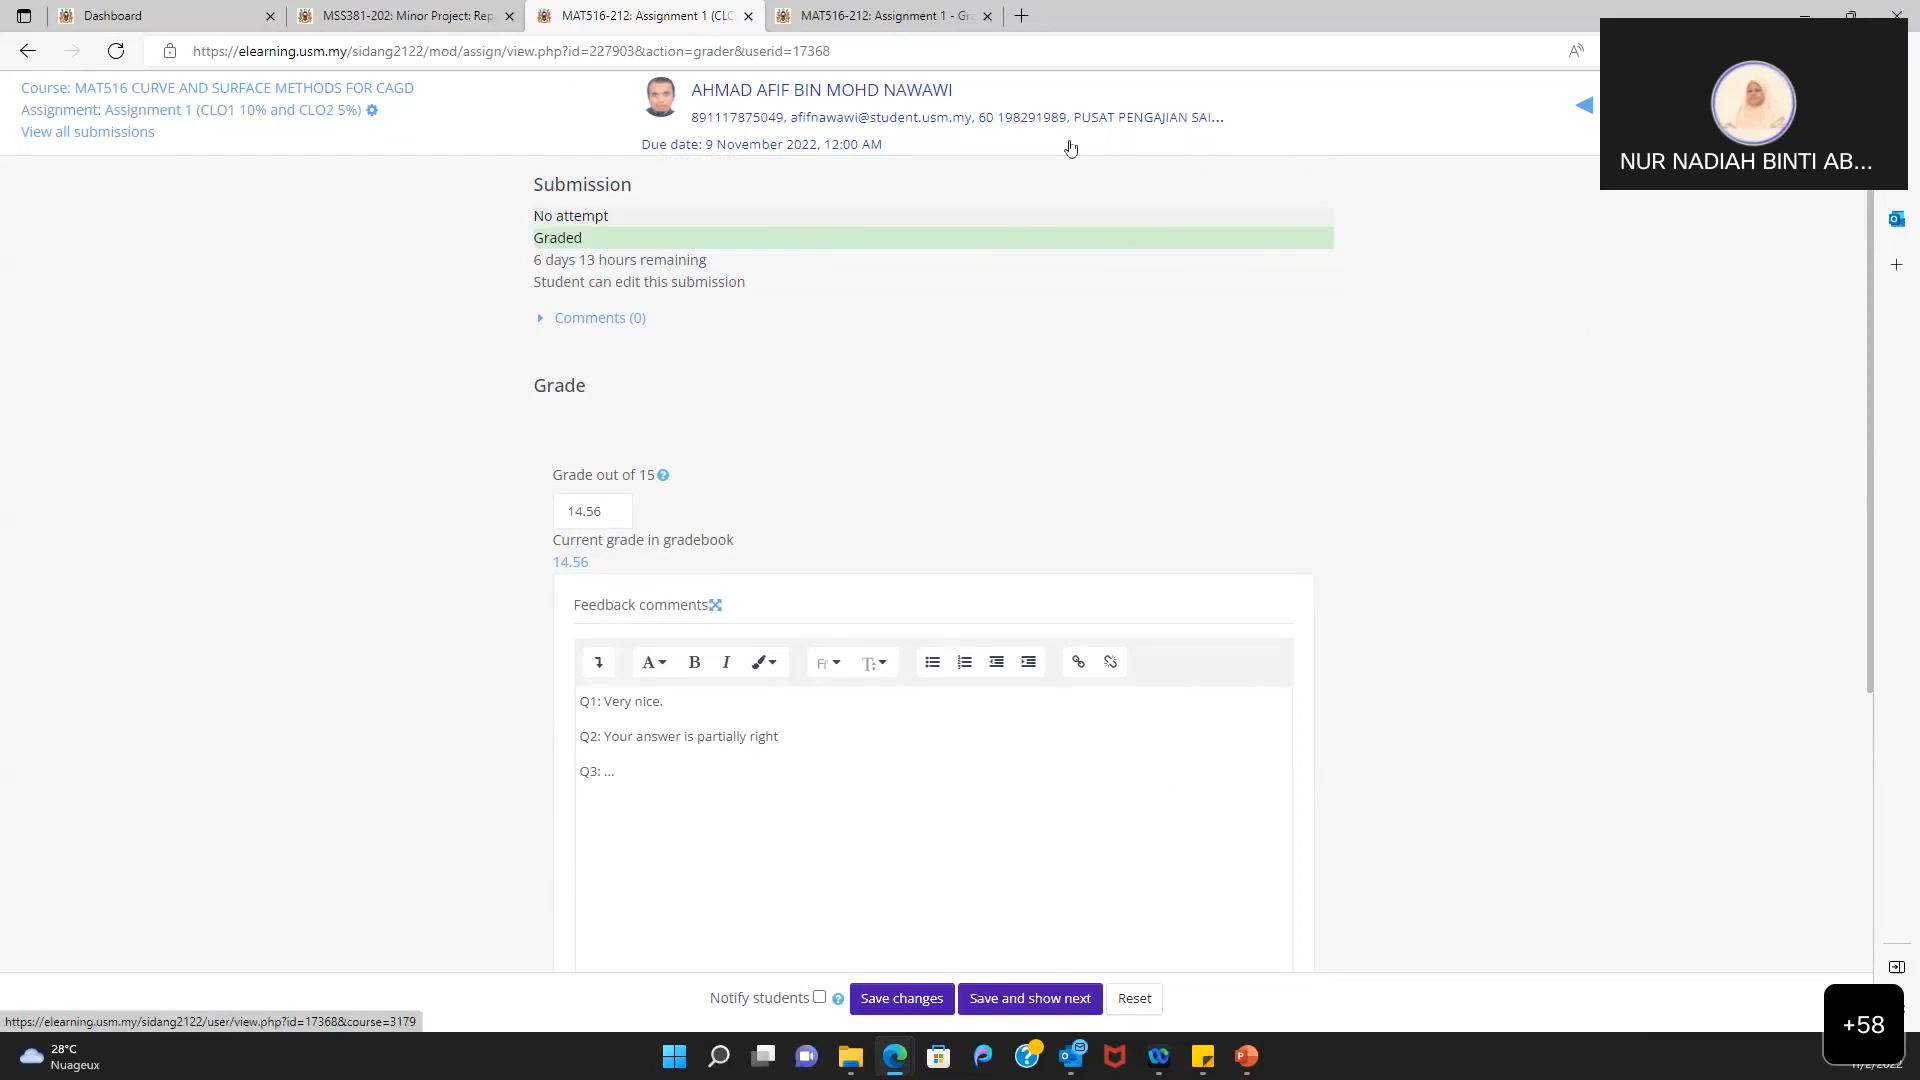 Dashboard
MSS381-202: Minor Project: Rep
MAT516-212: Assignment 1 (CLO
MAT516-212: Assignment 1 - Gr
https://elearning.usm.my/sidang2122/mod/assign/view.php?id=227903&action=grader&userid=17368
Course: MAT516 CURVE AND SURFACE METHODS FOR CAGD
Assignment: Assignment 1 (CLO1 10% and CLO2 5%)
View all submissions
AHMAD AFIF BIN MOHD NAWAWI
891117875049, afifnawawi@student.usm.my, 60 198291989, PUSAT PENGAJIAN SAI...
Due date: 9 November 2022, 12:00 AM
NUR NADIAH BINTI AB...
Submission
No attempt
Graded
6 days 13 hours remaining
Student can edit this submission
Comments (0)
Grade
Grade out of 15
14.56
Current grade in gradebook
14.56
Feedback comments
Q1: Very nice.
Q2: Your answer is partially right
Q3: ...
Notify students
Save changes
Save and show next
Reset
https://elearning.usm.my/sidang2122/user/view.php?id=17368&course=3179
+58
28°C
Nuageux